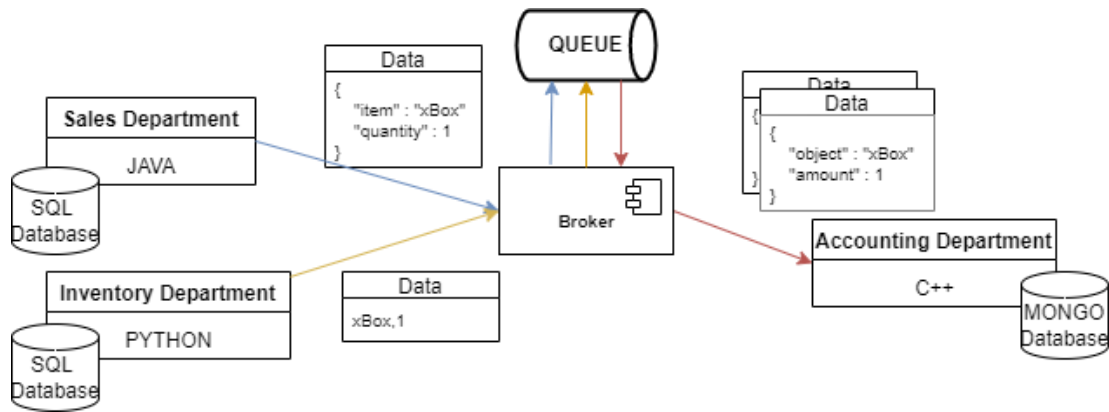 QUEUE
Data
{
"item" : "xBox"
"quantity" : 1
}
Sales Department
JAVA
SQL
Database
Data
{
}
Data
{
"object" : "xBox"
"amount" : 1
}
Broker
Accounting Department
C++
MONGO
Database
Inventory Department
PYTHON
SQL
Database
Data
xBox,1